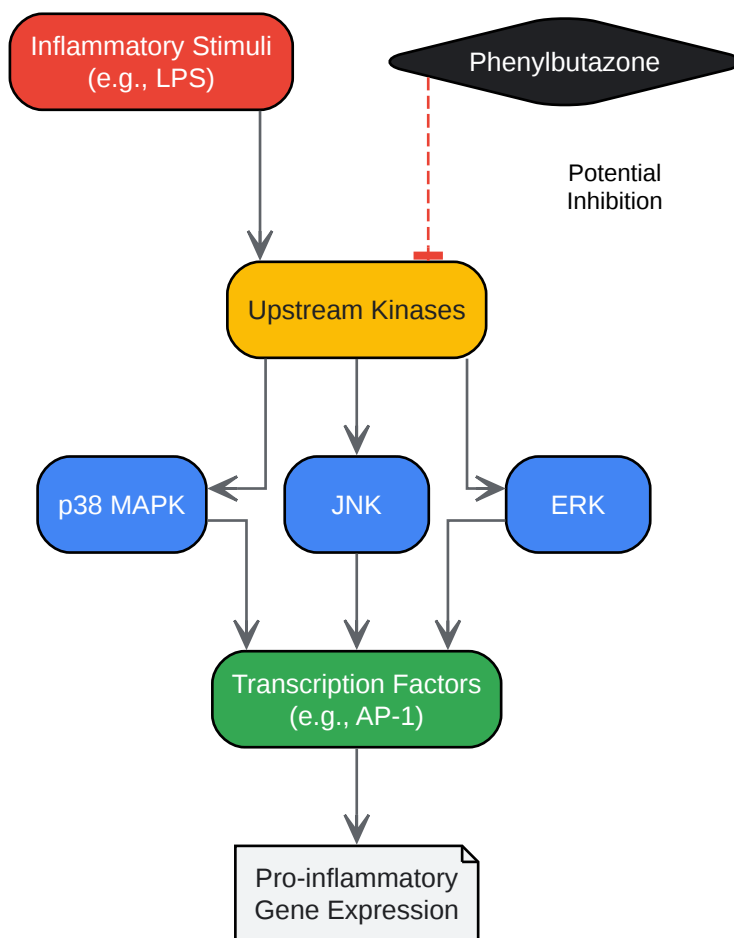 Inflammatory Stimuli
(e.g., LPS)
Phenylbutazone
Potential
Inhibition
Upstream Kinases
p38 MAPK
JNK
ERK
Transcription Factors
(e.g., AP-1)
Pro-inflammatory
Gene Expression